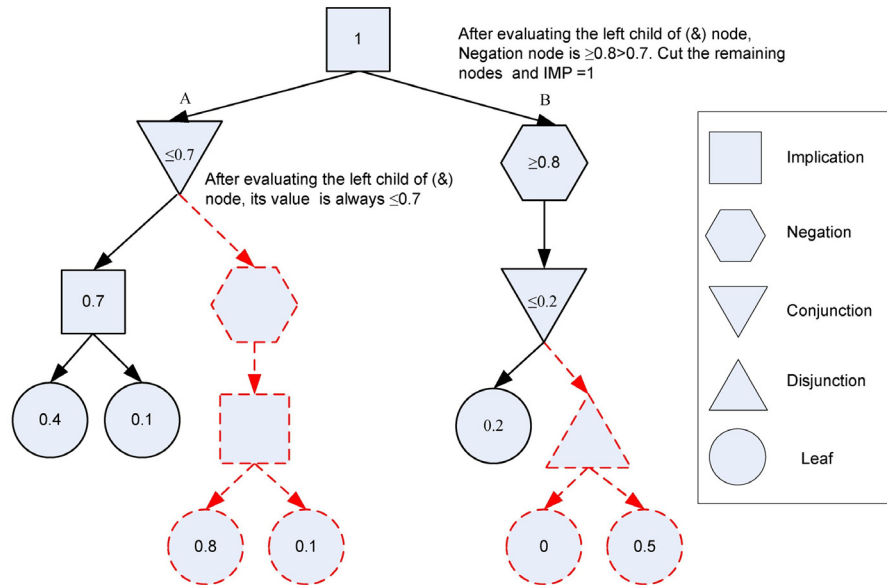 1
After evaluating the left child of (&) node,
Negation node is ≥0.8>0.7. Cut the remaining
nodes and IMP =1
A
B
≤0.7
≥0.8
After evaluating the left child of (&)
node, its value is always ≤0.7
0.7
≤0.2
0.4
0.1
0.2
0.8
0.1
0
0.5
Implication
Negation
Conjunction
Disjunction
Leaf